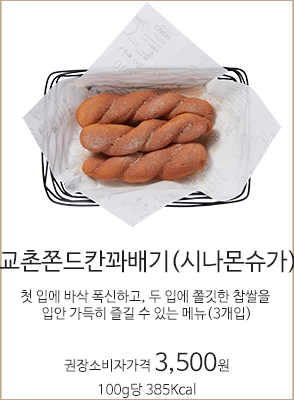 교촌쫀드칸꽈배기(시나몬슈가)
첫 입에 바삭 폭신하고, 두 입에 쫄깃한 찹쌀을
입안 가득히 즐길 수 있는 메뉴(3개입)
권장소비자가격 3,500원
100g당 385Kcal